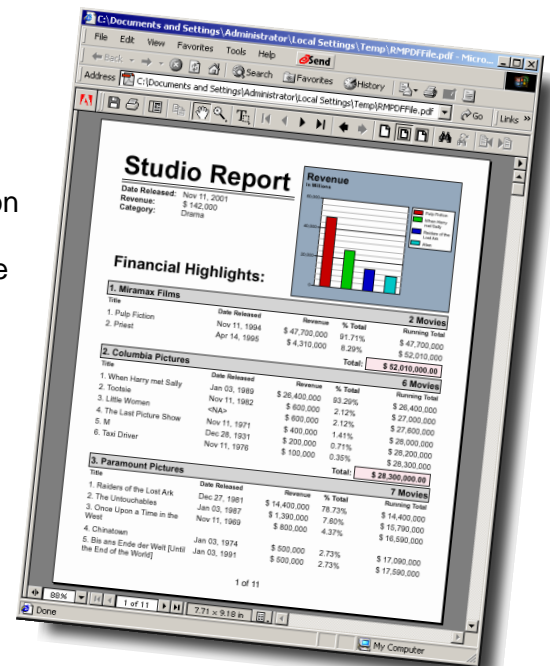 C:\Documents and Settings\Administrator\Local Settings\Temp\RMPDFFile.pdf - Micro...
File Edit View Favorites Tools Help Send
Back Search Favorites History
Address C:\Documents and Settings\Administrator\Local Settings\Temp\RMPDFFile.pdf Go Links »
on
e
Studio Report
Date Released: Nov 11, 2001
Revenue: $ 142,000
Category: Drama
Revenue
In Millions
Pulp Fiction
When Harry met Sally
Raiders of the Lost Ark
Financial Highlights:
1. Miramax Films 2 Movies
Title Date Released Revenue % Total Running Total
1. Pulp Fiction Nov 11, 1994 $ 47,700,000 91.71% $ 47,700,000
2. Priest Apr 14, 1995 $ 4,310,000 8.29% $ 52,010,000
Total: $ 52,010,000.00
2. Columbia Pictures 6 Movies
Title Date Released Revenue % Total Running Total
1. When Harry met Sally Jan 03, 1989 $ 26,400,000 93.29% $ 26,400,000
2. Tootsie Nov 11, 1982 $ 600,000 2.12% $ 27,000,000
3. Little Women <NA> $ 600,000 2.12% $ 27,600,000
4. The Last Picture Show Nov 11, 1971 $ 400,000 1.41% $ 28,000,000
5. M Dec 28, 1931 $ 200,000 0.71% $ 28,200,000
6. Taxi Driver Nov 11, 1976 $ 100,000 0.35% $ 28,300,000
Total: $ 28,300,000.00
3. Paramount Pictures 7 Movies
Title Date Released Revenue % Total Running Total
1. Raiders of the Lost Ark Dec 27, 1981 $ 14,400,000 78.73% $ 14,400,000
2. The Untouchables Jan 03, 1987 $ 1,390,000 7.60% $ 15,790,000
3. Once Upon a Time in the West Nov 11, 1969 $ 800,000 4.37% $ 16,590,000
4. Chinatown Jan 03, 1974 $ 500,000 2.73% $ 17,090,000
5. Bis ans Ende der Welt [Until the End of the World] Jan 03, 1991 $ 500,000 2.73% $ 17,590,000
1 of 11
88% 1 of 11 7.71 x 9.18 in
Done My Computer